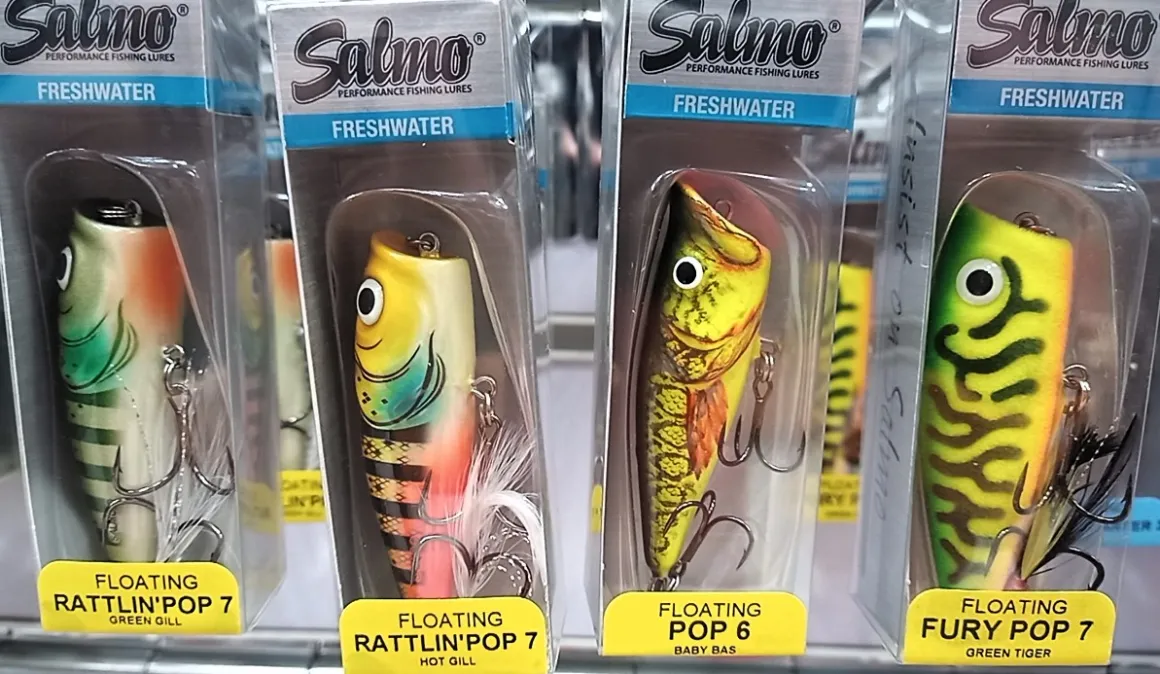 Salmo®
PERFORMANCE FISHING LURES
FRESHWATER
FLOATING
RATTLIN'POP 7
GREEN GILL
Salmo®
PERFORMANCE FISHING LURES
FRESHWATER
FLOATING
RATTLIN'POP 7
HOT GILL
Salmo®
PERFORMANCE FISHING LURES
FRESHWATER
FLOATING
POP 6
BABY BAS
Salmo®
PERFORMANCE FISHING LURES
FRESHWATER
insist on Salmo
FLOATING
FURY POP 7
GREEN TIGER